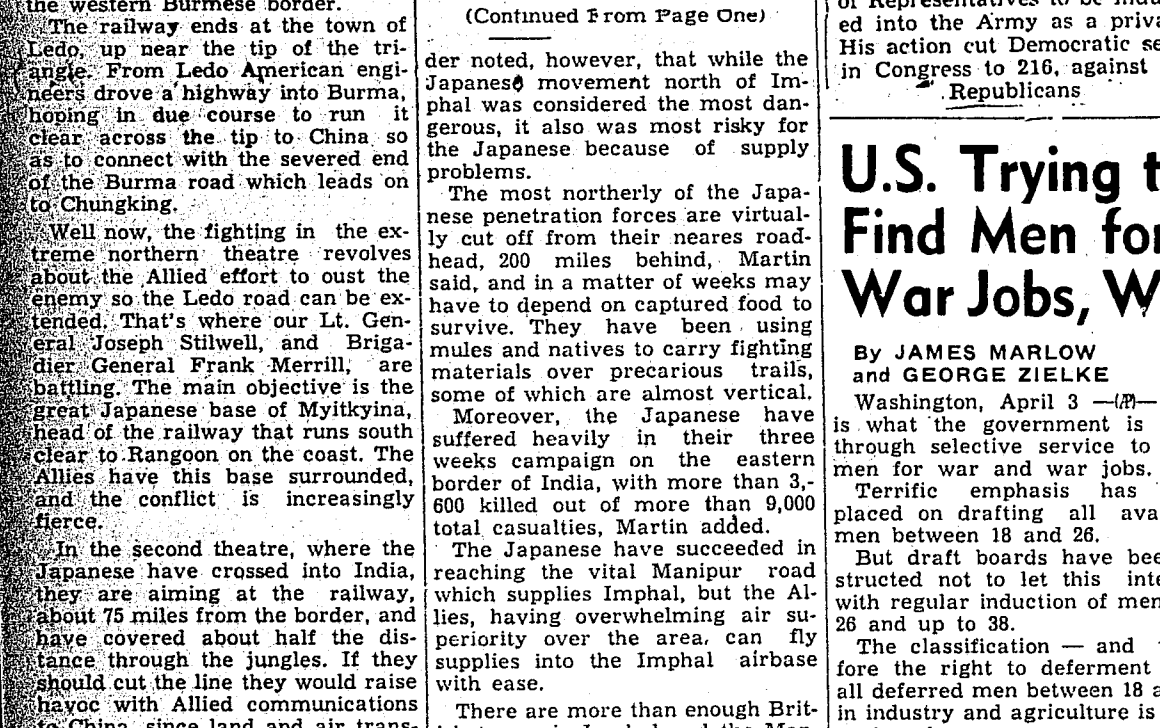 the western Burmese border.
The railway ends at the town of
Ledo, up near the tip of the tri-
angle. From Ledo American engi-
neers drove a highway into Burma,
hoping in due course to run it
clear across the tip to China so
as to connect with the severed end
of the Burma road which leads on
to Chungking.
Well now, the fighting in the ex-
treme northern theatre revolves
about the Allied effort to oust the
enemy so the Ledo road can be ex-
tended. That's where our Lt. Gen-
eral Joseph Stilwell, and Briga-
dier General Frank Merrill, are
battling. The main objective is the
great Japanese base of Myitkyina,
head of the railway that runs south
clear to Rangoon on the coast. The
Allies have this base surrounded,
and the conflict is increasingly
fierce.
In the second theatre, where the
Japanese have crossed into India,
they are aiming at the railway,
about 75 miles from the border, and
have covered about half the dis-
tance through the jungles. If they
should cut the line they would raise
havoc with Allied communications
to China, since land and air trans-
(Continued From Page One)
der noted, however, that while the
Japanese movement north of Im-
phal was considered the most dan-
gerous, it also was most risky for
the Japanese because of supply
problems.
The most northerly of the Japa-
nese penetration forces are virtual-
ly cut off from their neares road-
head, 200 miles behind, Martin
said, and in a matter of weeks may
have to depend on captured food to
survive. They have been using
mules and natives to carry fighting
materials over precarious trails,
some of which are almost vertical.
Moreover, the Japanese have
suffered heavily in their three
weeks campaign on the eastern
border of India, with more than 3,-
600 killed out of more than 9,000
total casualties, Martin added.
The Japanese have succeeded in
reaching the vital Manipur road
which supplies Imphal, but the Al-
lies, having overwhelming air su-
periority over the area, can fly
supplies into the Imphal airbase
with ease.
There are more than enough Brit-
of Representatives to be
ed into the Army as a
His action cut Democratic
in Congress to 216, against
Republicans
U.S. Trying
Find Men for
War Jobs, W
By JAMES MARLOW
and GEORGE ZIELKE
Washington, April 3 —(AP)—
is what the government is
through selective service to
men for war and war jobs.
Terrific emphasis has
placed on drafting all ava
men between 18 and 26.
But draft boards have bee
structed not to let this inte
with regular induction of men
26 and up to 38.
The classification — and
fore the right to deferment
all deferred men between 18 a
in industry and agriculture is